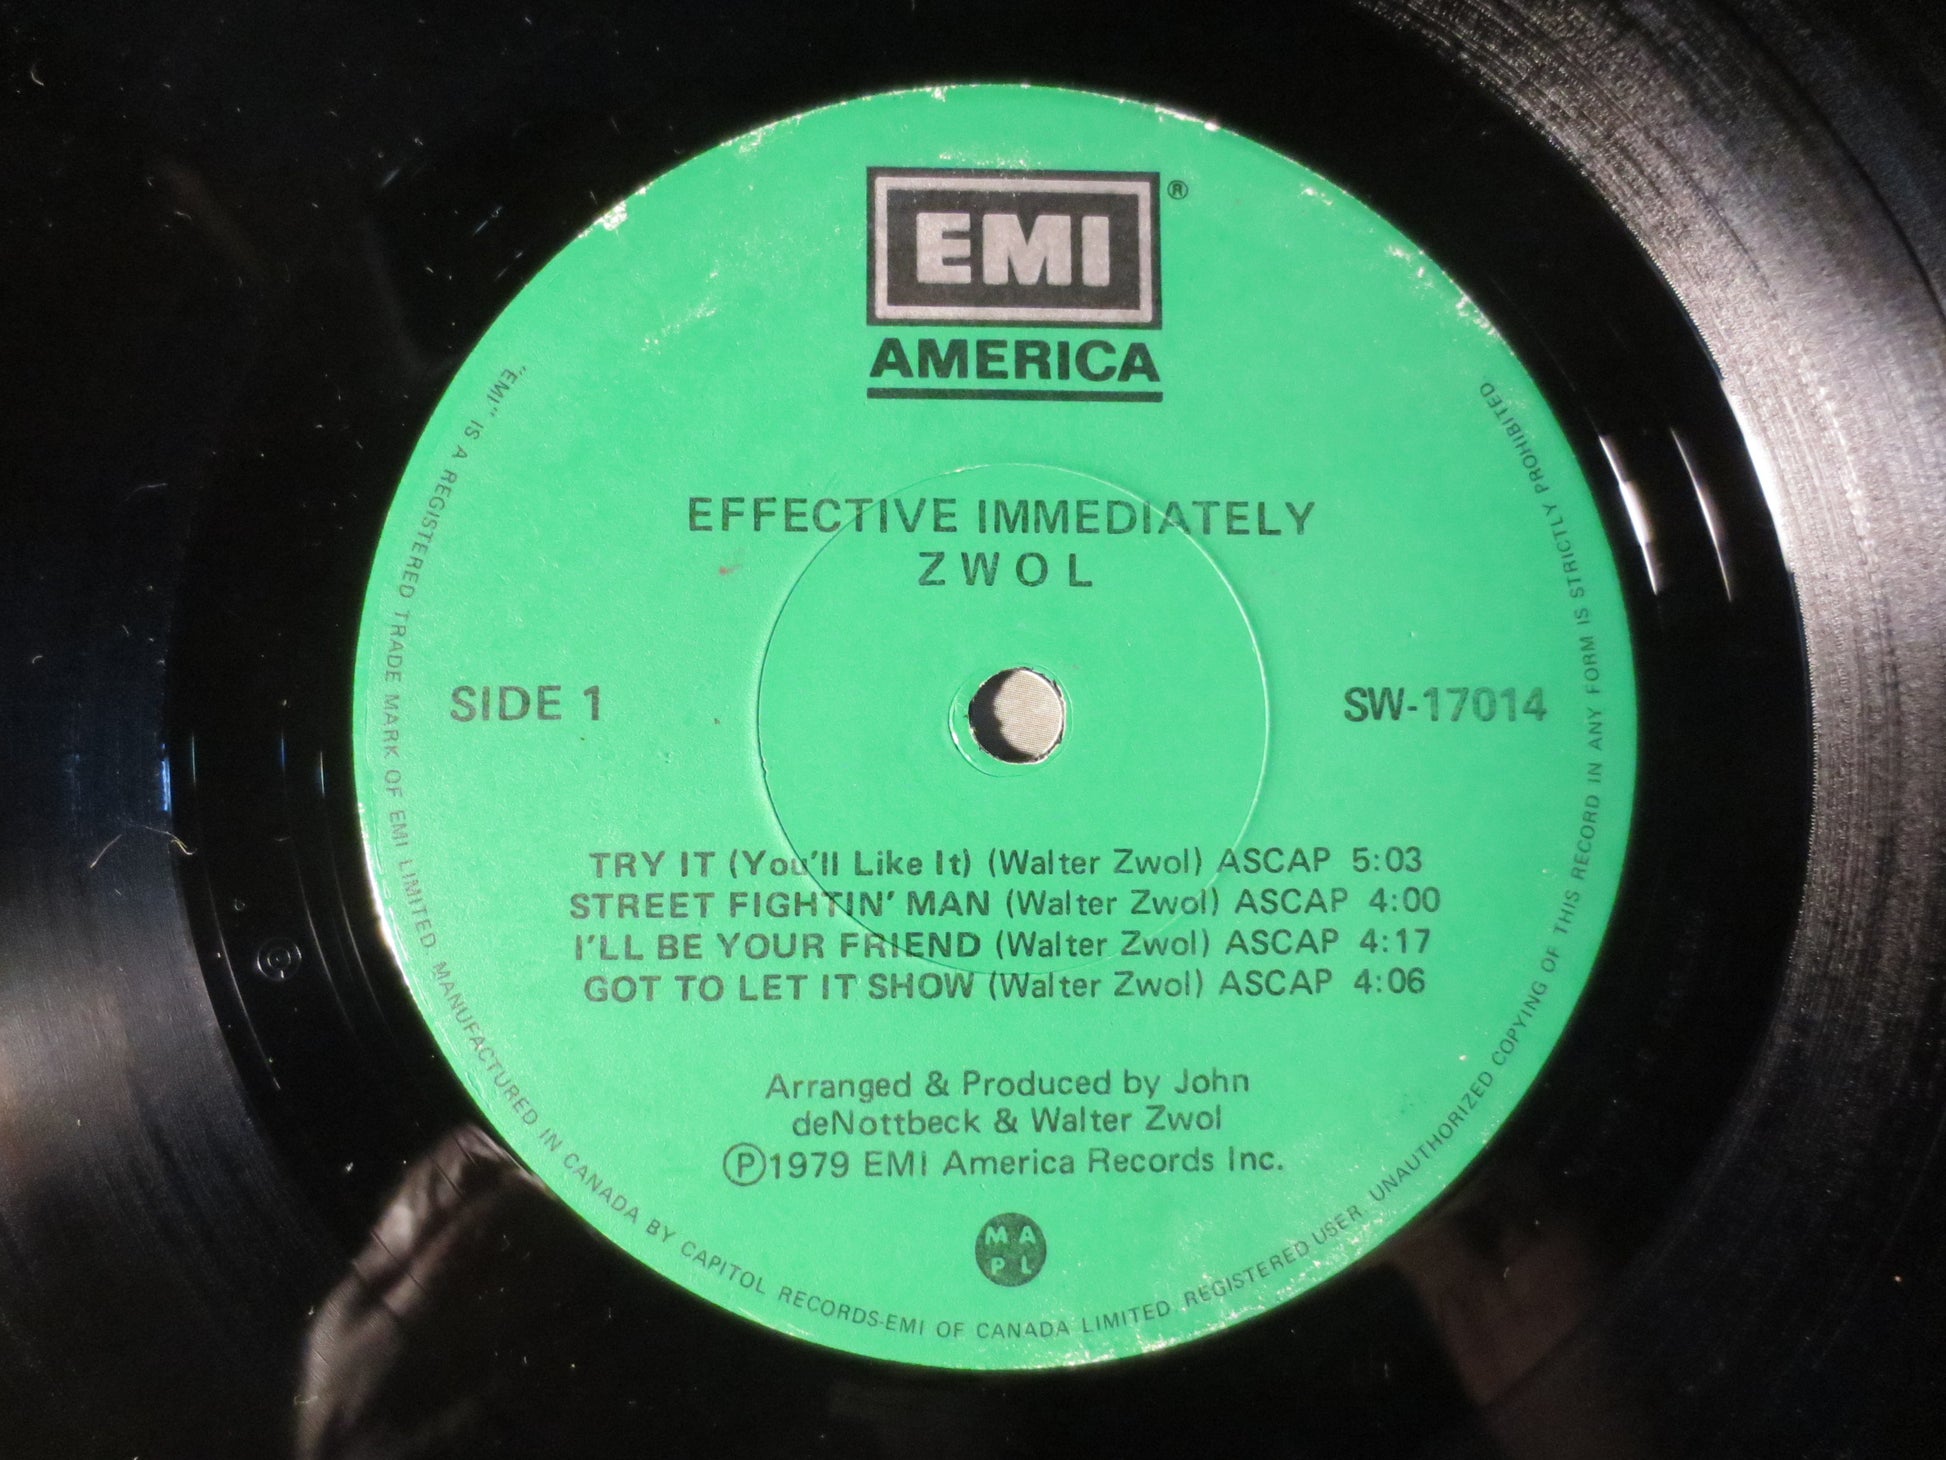 EMI ®
AMERICA
EFFECTIVE IMMEDIATELY
ZWOL
SIDE 1
SW-17014
TRY IT (You'll Like It) (Walter Zwol) ASCAP 5:03
STREET FIGHTIN' MAN (Walter Zwol) ASCAP 4:00
I'LL BE YOUR FRIEND (Walter Zwol) ASCAP 4:17
GOT TO LET IT SHOW (Walter Zwol) ASCAP 4:06
Arranged & Produced by John
deNottbeck & Walter Zwol
Ⓟ1979 EMI America Records Inc.
M A
P L
"EMI" IS A REGISTERED TRADE MARK OF EMI LIMITED. MANUFACTURED IN CANADA BY CAPITOL RECORDS-EMI OF CANADA LIMITED REGISTERED USER. UNAUTHORIZED COPYING OF THIS RECORD IN ANY FORM IS STRICTLY PROHIBITED.
©